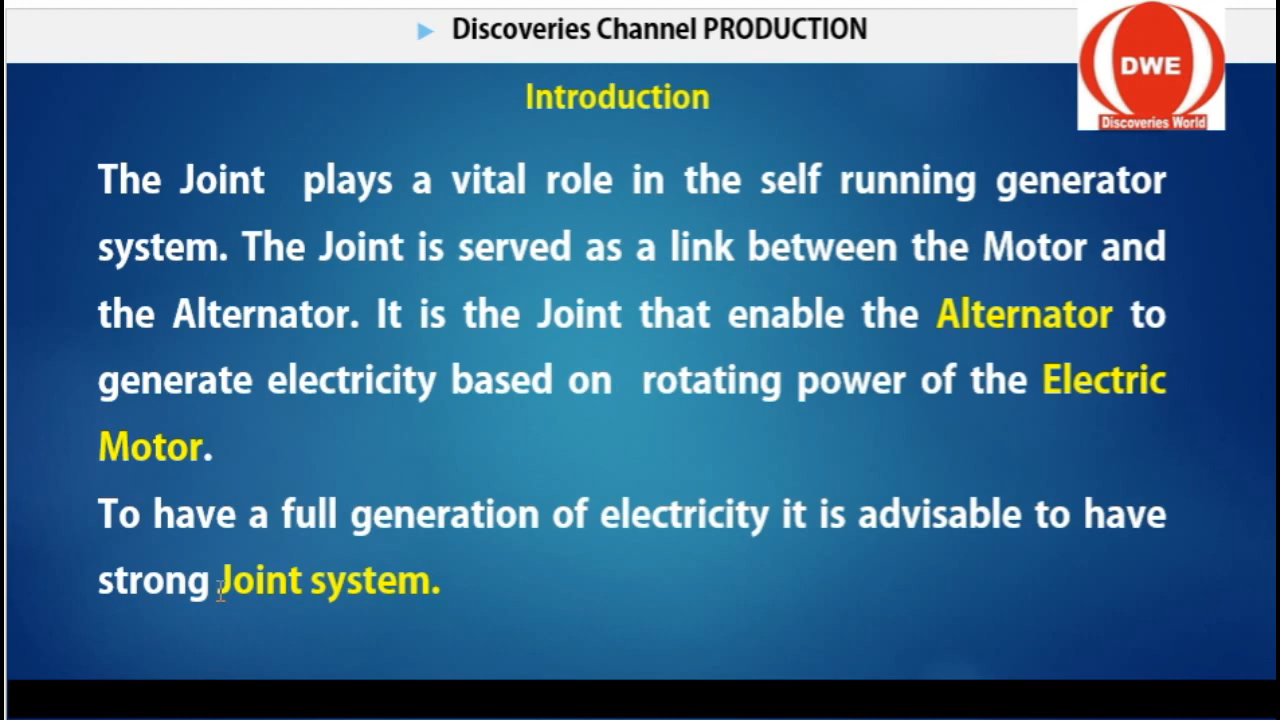 Discoveries Channel PRODUCTION
DWE
Discoveries World
Introduction
The Joint plays a vital role in the self running generator
system. The Joint is served as a link between the Motor and
the Alternator. It is the Joint that enable the Alternator to
generate electricity based on rotating power of the Electric
Motor.
To have a full generation of electricity it is advisable to have
strong Joint system.